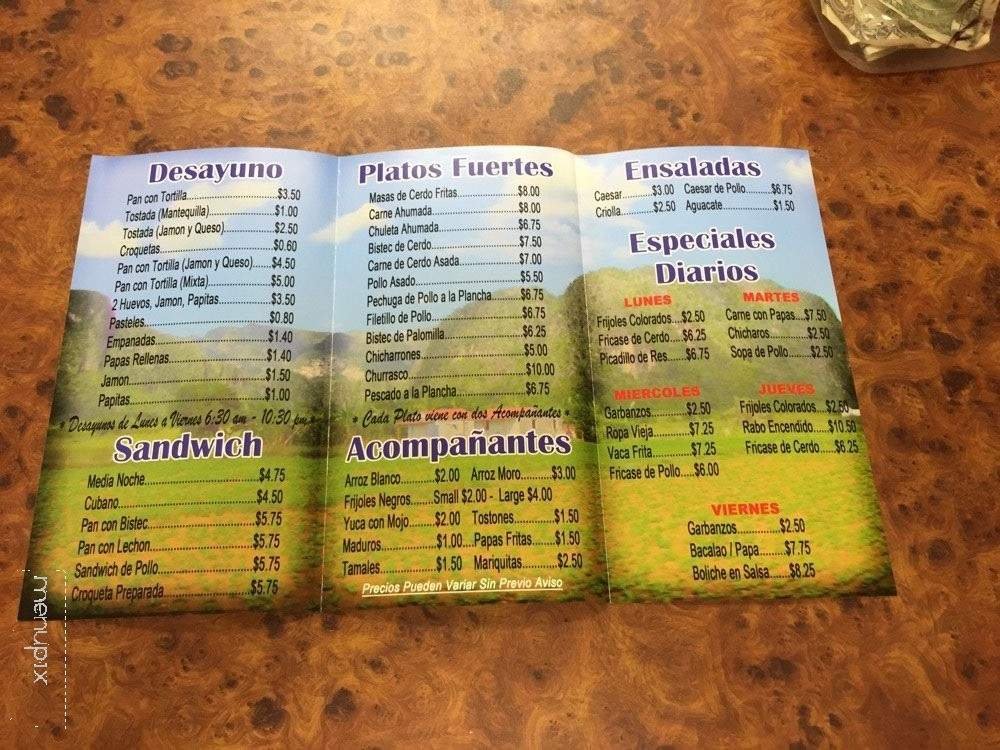 Desayuno
Pan con Tortilla.....$3.50
Tostada (Mantequilla).....$1.00
Tostada (Jamon y Queso).....$2.50
Croquetas.....$0.60
Pan con Tortilla (Jamon y Queso).....$4.50
Pan con Tortilla (Mixta).....$5.00
2 Huevos, Jamon, Papitas.....$3.50
Pasteles.....$0.80
Empanadas.....$1.40
Papas Rellenas.....$1.40
Jamon.....$1.50
Papitas.....$1.00
* Desayunos de Lunes a Viernes 6:30 am - 10:30 pm *
Sandwich
Media Noche.....$4.75
Cubano.....$4.50
Pan con Bistec.....$5.75
Pan con Lechon.....$5.75
Sandwich de Pollo.....$5.75
Croqueta Preparada.....$5.75
Platos Fuertes
Masas de Cerdo Fritas.....$8.00
Carne Ahumada.....$8.00
Chuleta Ahumada.....$6.75
Bistec de Cerdo.....$7.50
Carne de Cerdo Asada.....$7.00
Pollo Asado.....$5.50
Pechuga de Pollo a la Plancha.....$6.75
Filetillo de Pollo.....$6.75
Bistec de Palomilla.....$6.25
Chicharrones.....$5.00
Churrasco.....$10.00
Pescado a la Plancha.....$6.75
* Cada Plato viene con dos Acompañantes *
Acompañantes
Arroz Blanco.....$2.00 Arroz Moro.....$3.00
Frijoles Negros.......Small $2.00 - Large $4.00
Yuca con Mojo.....$2.00 Tostones.....$1.50
Maduros.....$1.00...Papas Fritas.....$1.50
Tamales.....$1.50 Mariquitas.....$2.50
Precios Pueden Variar Sin Previo Aviso
Ensaladas
Caesar.....$3.00 Caesar de Pollo.....$6.75
Criolla.....$2.50 Aguacate.....$1.50
Especiales
Diarios
LUNES
Frijoles Colorados...$2.50
Fricase de Cerdo....$6.25
Picadillo de Res.....$6.75
MARTES
Carne con Papas...$7.50
Chicharos.....$2.50
Sopa de Pollo.....$2.50
MIERCOLES
Garbanzos.....$2.50
Ropa Vieja.....$7.25
Vaca Frita.....$7.25
Fricase de Pollo.....$6.00
JUEVES
Frijoles Colorados...$2.50
Rabo Encendido....$10.50
Fricase de Cerdo....$6.25
VIERNES
Garbanzos.....$2.50
Bacalao / Papa.......$7.75
Boliche en Salsa.....$8.25
menupix